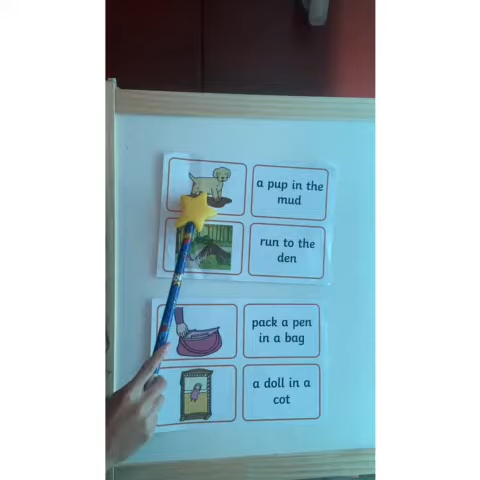 a pup in the
mud
run to the
den
pack a pen
in a bag
a doll in a
cot